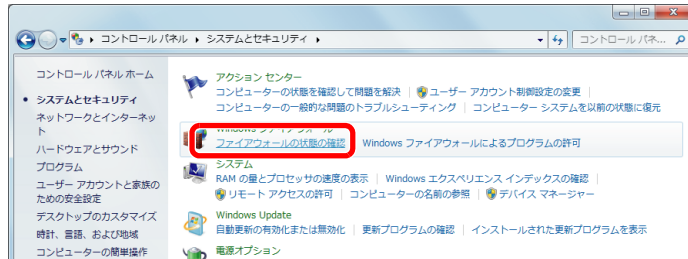 コントロール パネル ▸ システムとセキュリティ ▸
コントロール パネ...
コントロール パネル ホーム
システムとセキュリティ
ネットワークとインターネッ
ト
ハードウェアとサウンド
プログラム
ユーザー アカウントと家族の
ための安全設定
デスクトップのカスタマイズ
時計、言語、および地域
コンピューターの簡単操作
アクション センター
コンピューターの状態を確認して問題を解決 | ユーザー アカウント制御設定の変更 |
コンピューターの一般的な問題のトラブルシューティング | コンピューター システムを以前の状態に復元
Windows ファイアウォール
ファイアウォールの状態の確認 | Windows ファイアウォールによるプログラムの許可
システム
RAM の量とプロセッサの速度の表示 | Windows エクスペリエンス インデックスの確認 |
リモート アクセスの許可 | コンピューターの名前の参照 | デバイス マネージャー
Windows Update
自動更新の有効化または無効化 | 更新プログラムの確認 | インストールされた更新プログラムを表示
電源オプション